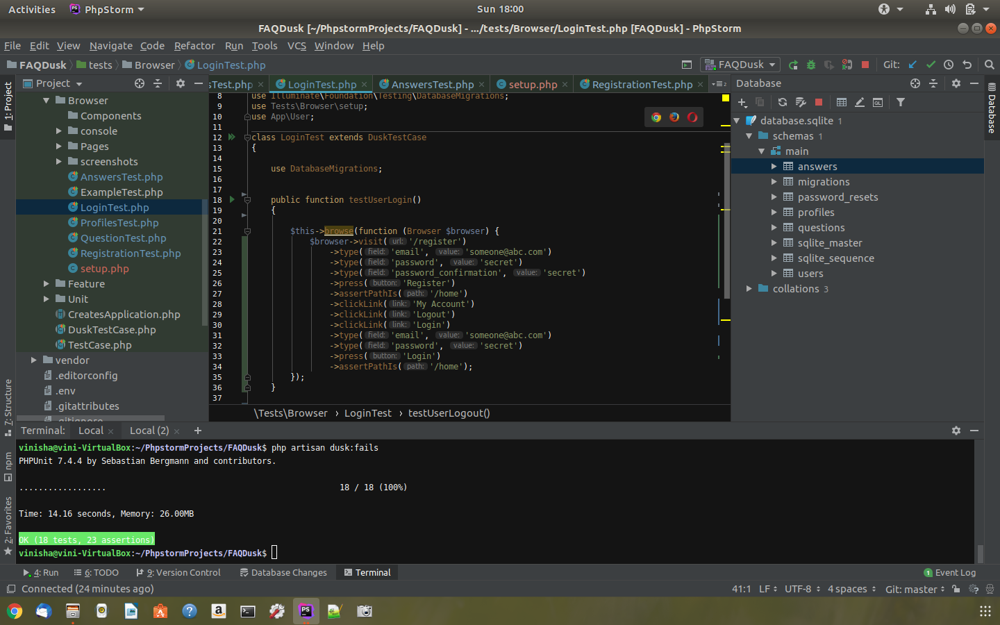 Activities PhpStorm Sun 18:00
FAQDusk [~/PhpstormProjects/FAQDusk] - .../tests/Browser/LoginTest.php [FAQDusk] - PhpStorm
File Edit View Navigate Code Refactor Run Tools VCS Window Help
FAQDusk tests Browser LoginTest.php FAQDusk Git:
1: Project
Project
Browser
Components
console
Pages
screenshots
AnswersTest.php
ExampleTest.php
LoginTest.php
ProfilesTest.php
QuestionTest.php
RegistrationTest.php
setup.php
Feature
Unit
CreatesApplication.php
DuskTestCase.php
TestCase.php
vendor
.editorconfig
.env
.gitattributes
.gitignore
sTest.php LoginTest.php AnswersTest.php setup.php RegistrationTest.php 2
8 use Illuminate\Foundation\Testing\DatabaseMigrations;
9 use Tests\Browser\setup;
10 use App\User;
11
12 class LoginTest extends DuskTestCase
13 {
14
15 use DatabaseMigrations;
16
17
18 public function testUserLogin()
19 {
20
21 $this->browse(function (Browser $browser) {
22 $browser->visit( url: '/register')
23 ->type( field: 'email', value: 'someone@abc.com')
24 ->type( field: 'password', value: 'secret')
25 ->type( field: 'password_confirmation', value: 'secret')
26 ->press( button: 'Register')
27 ->assertPathIs( path: '/home')
28 ->clickLink( link: 'My Account')
29 ->clickLink( link: 'Logout')
30 ->clickLink( link: 'Login')
31 ->type( field: 'email', value: 'someone@abc.com')
32 ->type( field: 'password', value: 'secret')
33 ->press( button: 'Login')
34 ->assertPathIs( path: '/home');
35 });
36 }
37
\Tests\Browser › LoginTest › testUserLogout()
Database
database.sqlite 1
schemas 1
main
answers
migrations
password_resets
profiles
questions
sqlite_master
sqlite_sequence
users
collations 3
Database
7: Structure
npm
2: Favorites
Terminal: Local × Local (2) × +
vinisha@vini-VirtualBox:~/PhpstormProjects/FAQDusk$ php artisan dusk:fails
PHPUnit 7.4.4 by Sebastian Bergmann and contributors.
.................. 18 / 18 (100%)
Time: 14.16 seconds, Memory: 26.00MB
OK (18 tests, 23 assertions)
vinisha@vini-VirtualBox:~/PhpstormProjects/FAQDusk$
4: Run 6: TODO 9: Version Control Database Changes Terminal 1 Event Log
Connected (24 minutes ago) 41:1 LF UTF-8 4 spaces Git: master